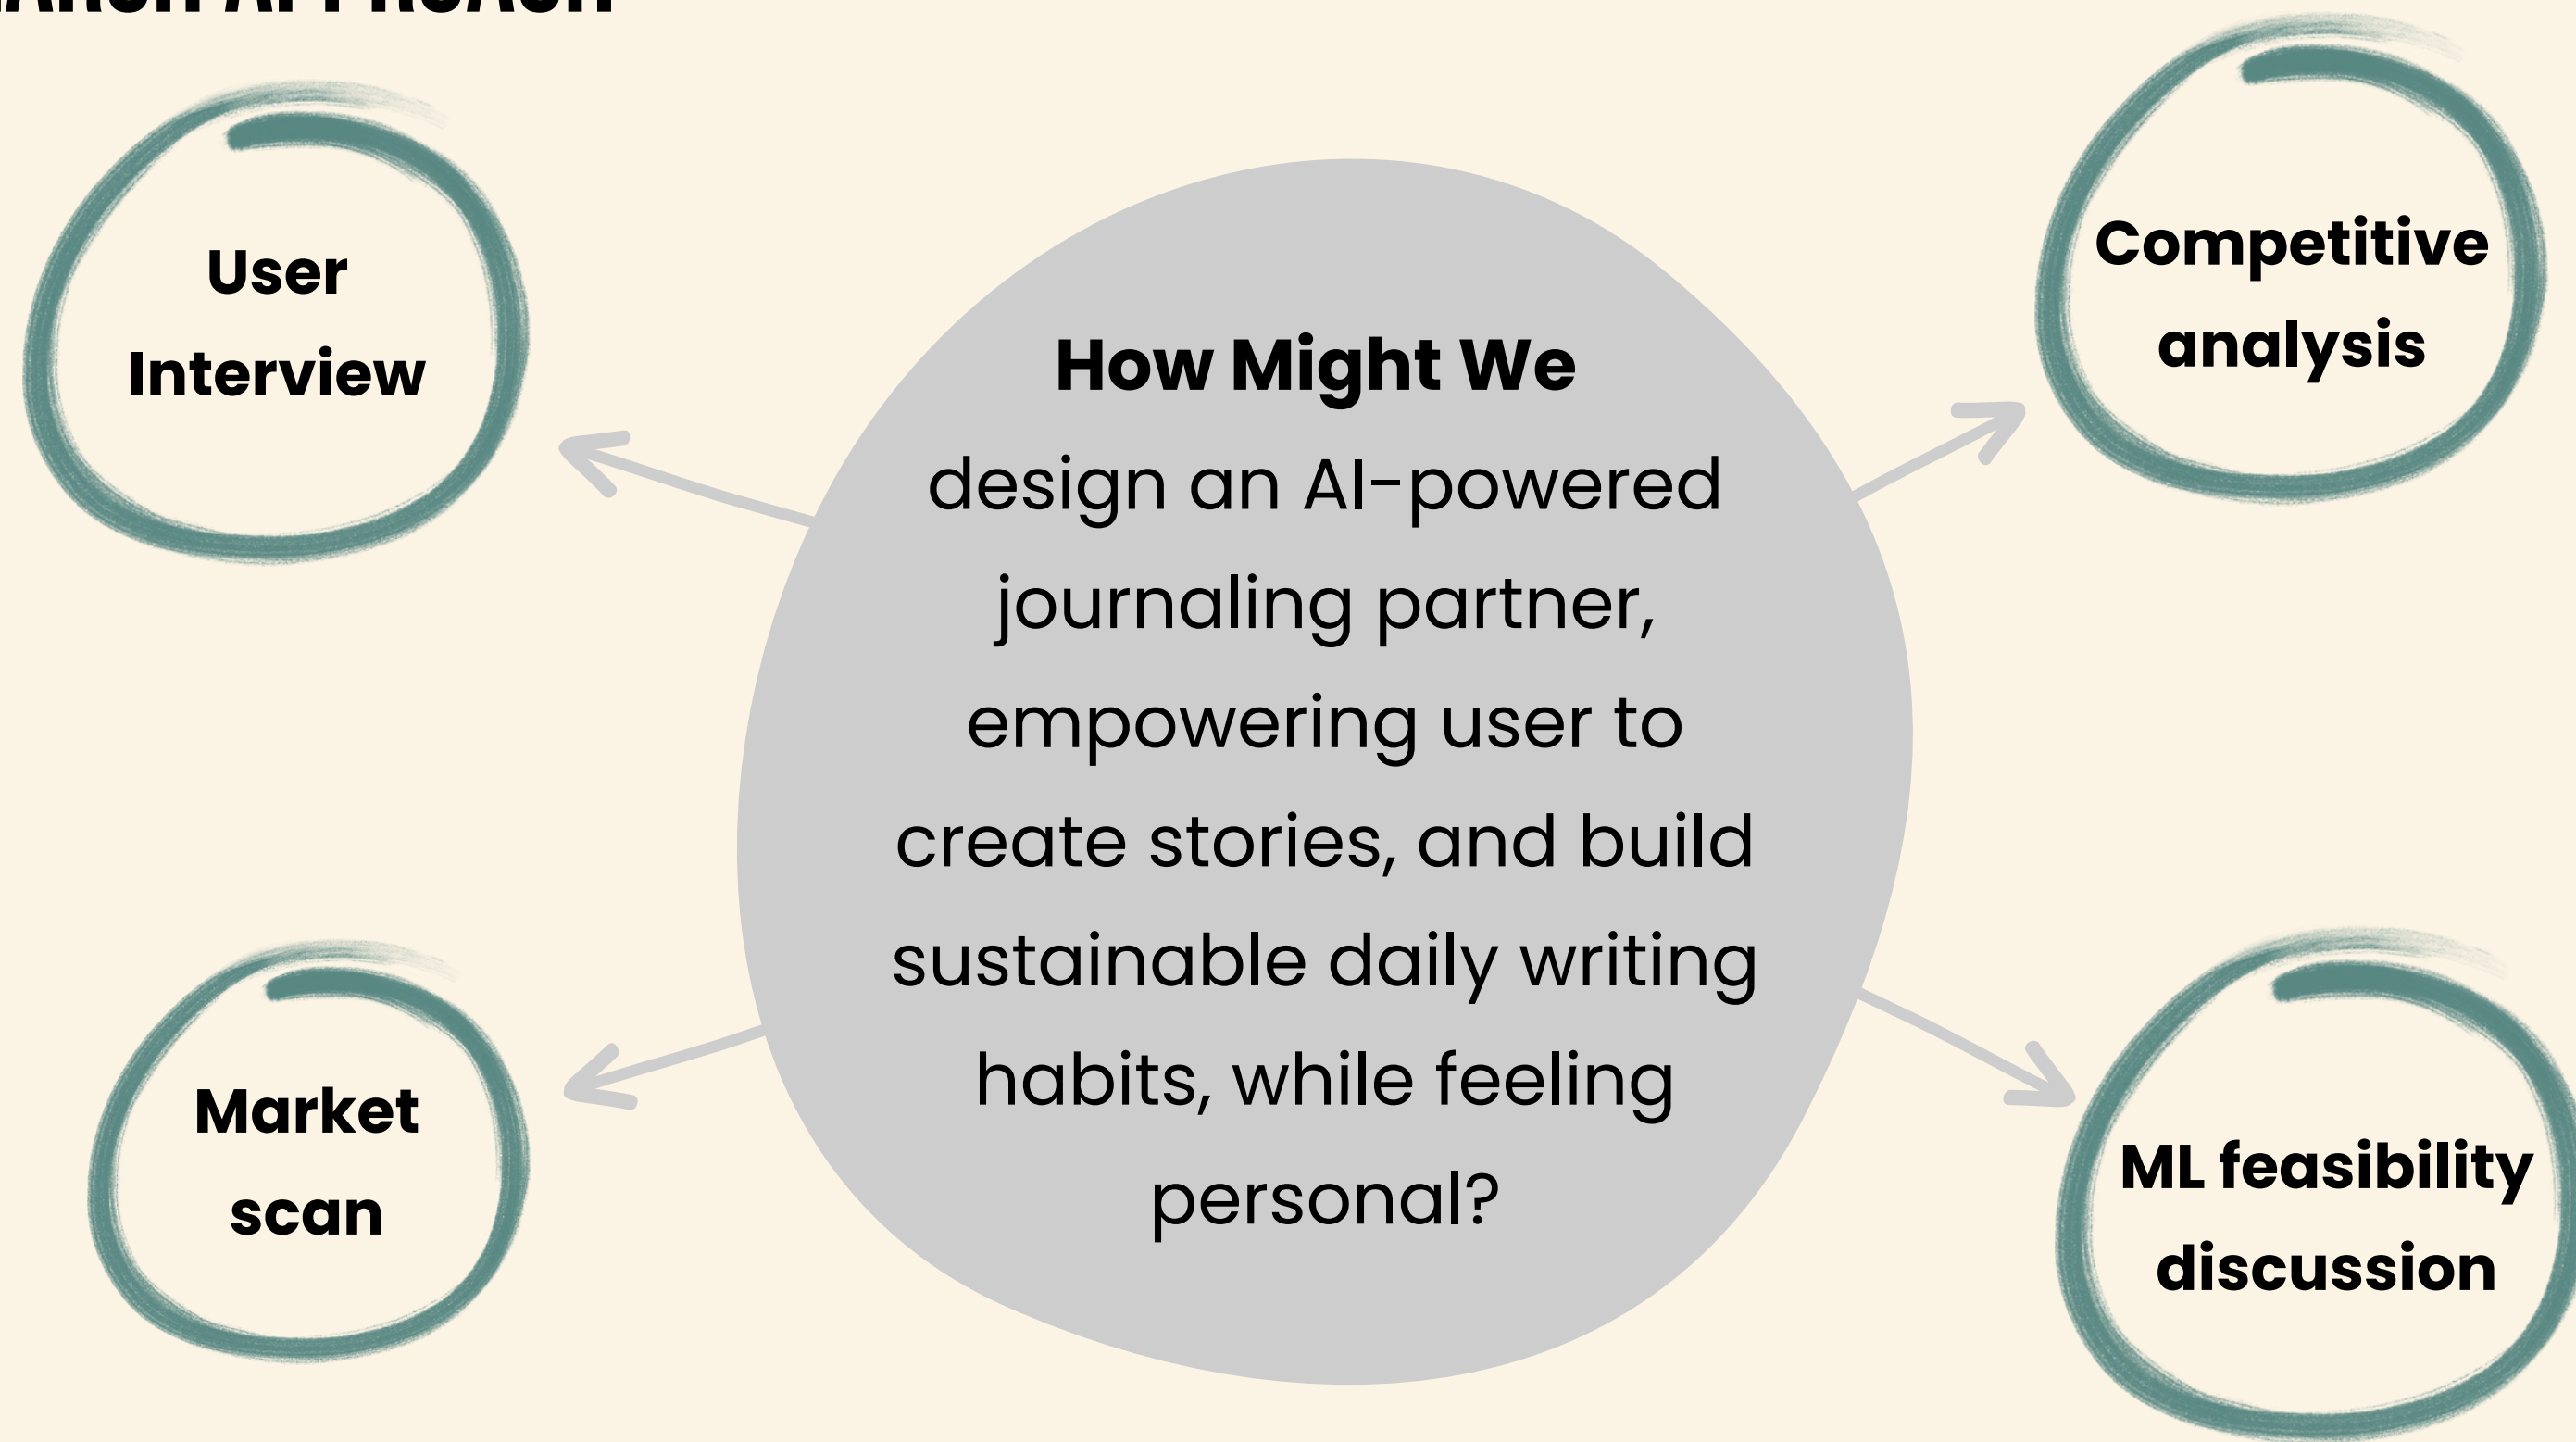 APPROACH
User
Interview
Competitive
analysis
How Might We
design an AI-powered
journaling partner,
empowering user to
create stories, and build
sustainable daily writing
habits, while feeling
personal?
Market
scan
ML feasibility
discussion